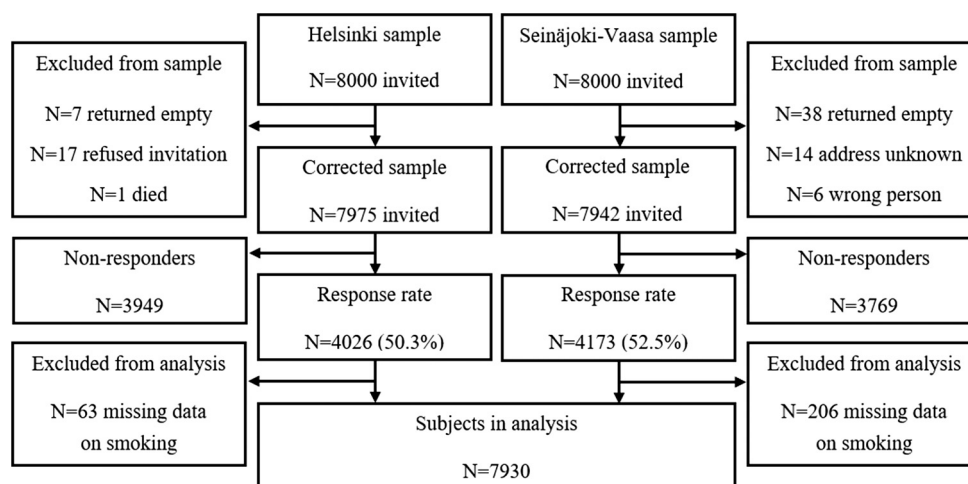 Helsinki sample
N=8000 invited
Seinäjoki-Vaasa sample
N=8000 invited
Excluded from sample
N=7 returned empty
N=17 refused invitation
N=1 died
Excluded from sample
N=38 returned empty
N=14 address unknown
N=6 wrong person
Corrected sample
N=7975 invited
Corrected sample
N=7942 invited
Non-responders
N=3949
Non-responders
N=3769
Response rate
N=4026 (50.3%)
Response rate
N=4173 (52.5%)
Excluded from analysis
N=63 missing data
on smoking
Excluded from analysis
N=206 missing data
on smoking
Subjects in analysis
N=7930